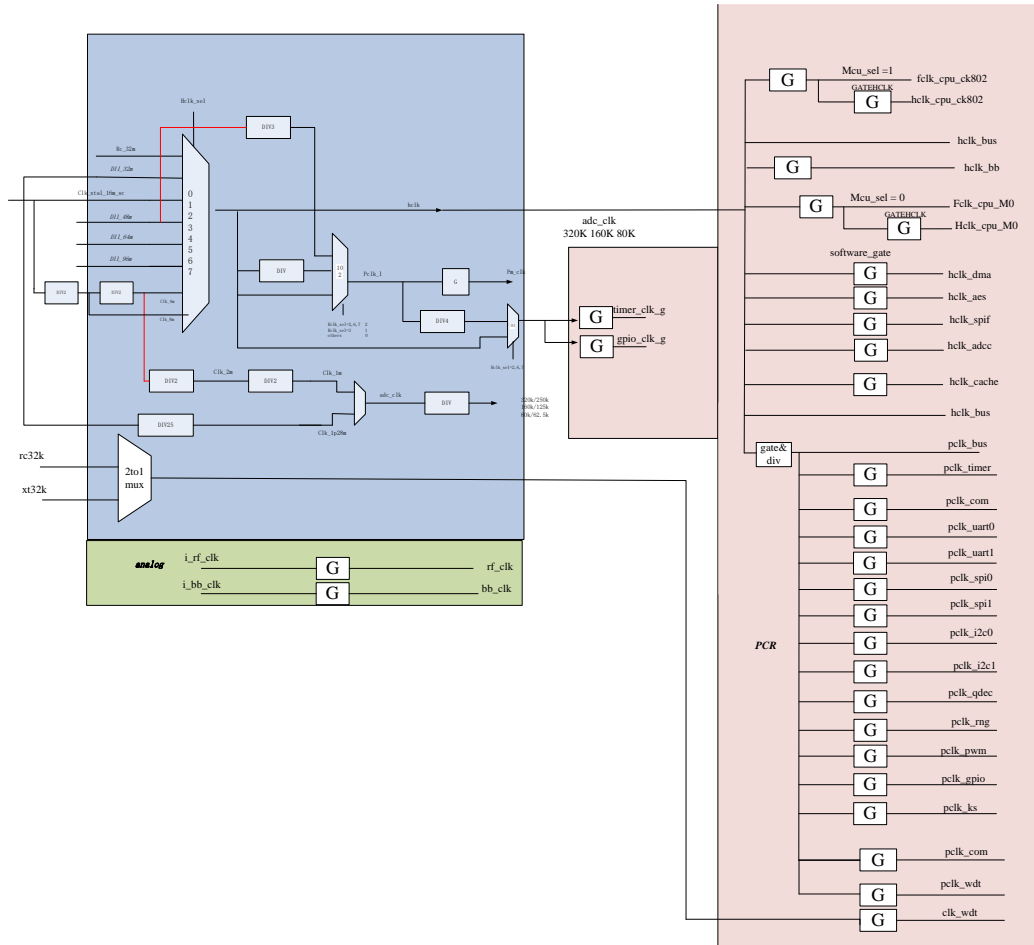 Hclk_sel
DIV3
Rc_32m
Dll_32m
Clk_xtal_16m_sc
Dll_48m
Dll_64m
Dll_96m
0
1
2
3
4
5
6
7
hclk
DIV2
DIV2
Clk_4m
Clk_8m
DIV
Pclk_1
G
Pm_clk
DIV4
DIV2
Clk_2m
DIV2
Clk_1m
adc_clk
DIV
320k/250k
160k/125k
80k/62.5k
DIV25
Clk_1p28m
rc32k
xt32k
2to1
mux
analog
i_rf_clk
G
rf_clk
i_bb_clk
G
bb_clk
adc_clk
320K 160K 80K
G
timer_clk_g
G
gpio_clk_g
G
Mcu_sel =1
fclk_cpu_ck802
GATEHCLK
G
hclk_cpu_ck802
hclk_bus
G
hclk_bb
G
Mcu_sel = 0
Fclk_cpu_M0
GATEHCLK
G
Hclk_cpu_M0
software_gate
G
hclk_dma
G
hclk_aes
G
hclk_spif
G
hclk_adcc
G
hclk_cache
hclk_bus
gate&
div
pclk_bus
G
pclk_timer
G
pclk_com
G
pclk_uart0
G
pclk_uart1
G
pclk_spi0
G
pclk_spi1
PCR
G
pclk_i2c0
G
pclk_i2c1
G
pclk_qdec
G
pclk_rng
G
pclk_pwm
G
pclk_gpio
G
pclk_ks
G
pclk_com
G
pclk_wdt
G
clk_wdt